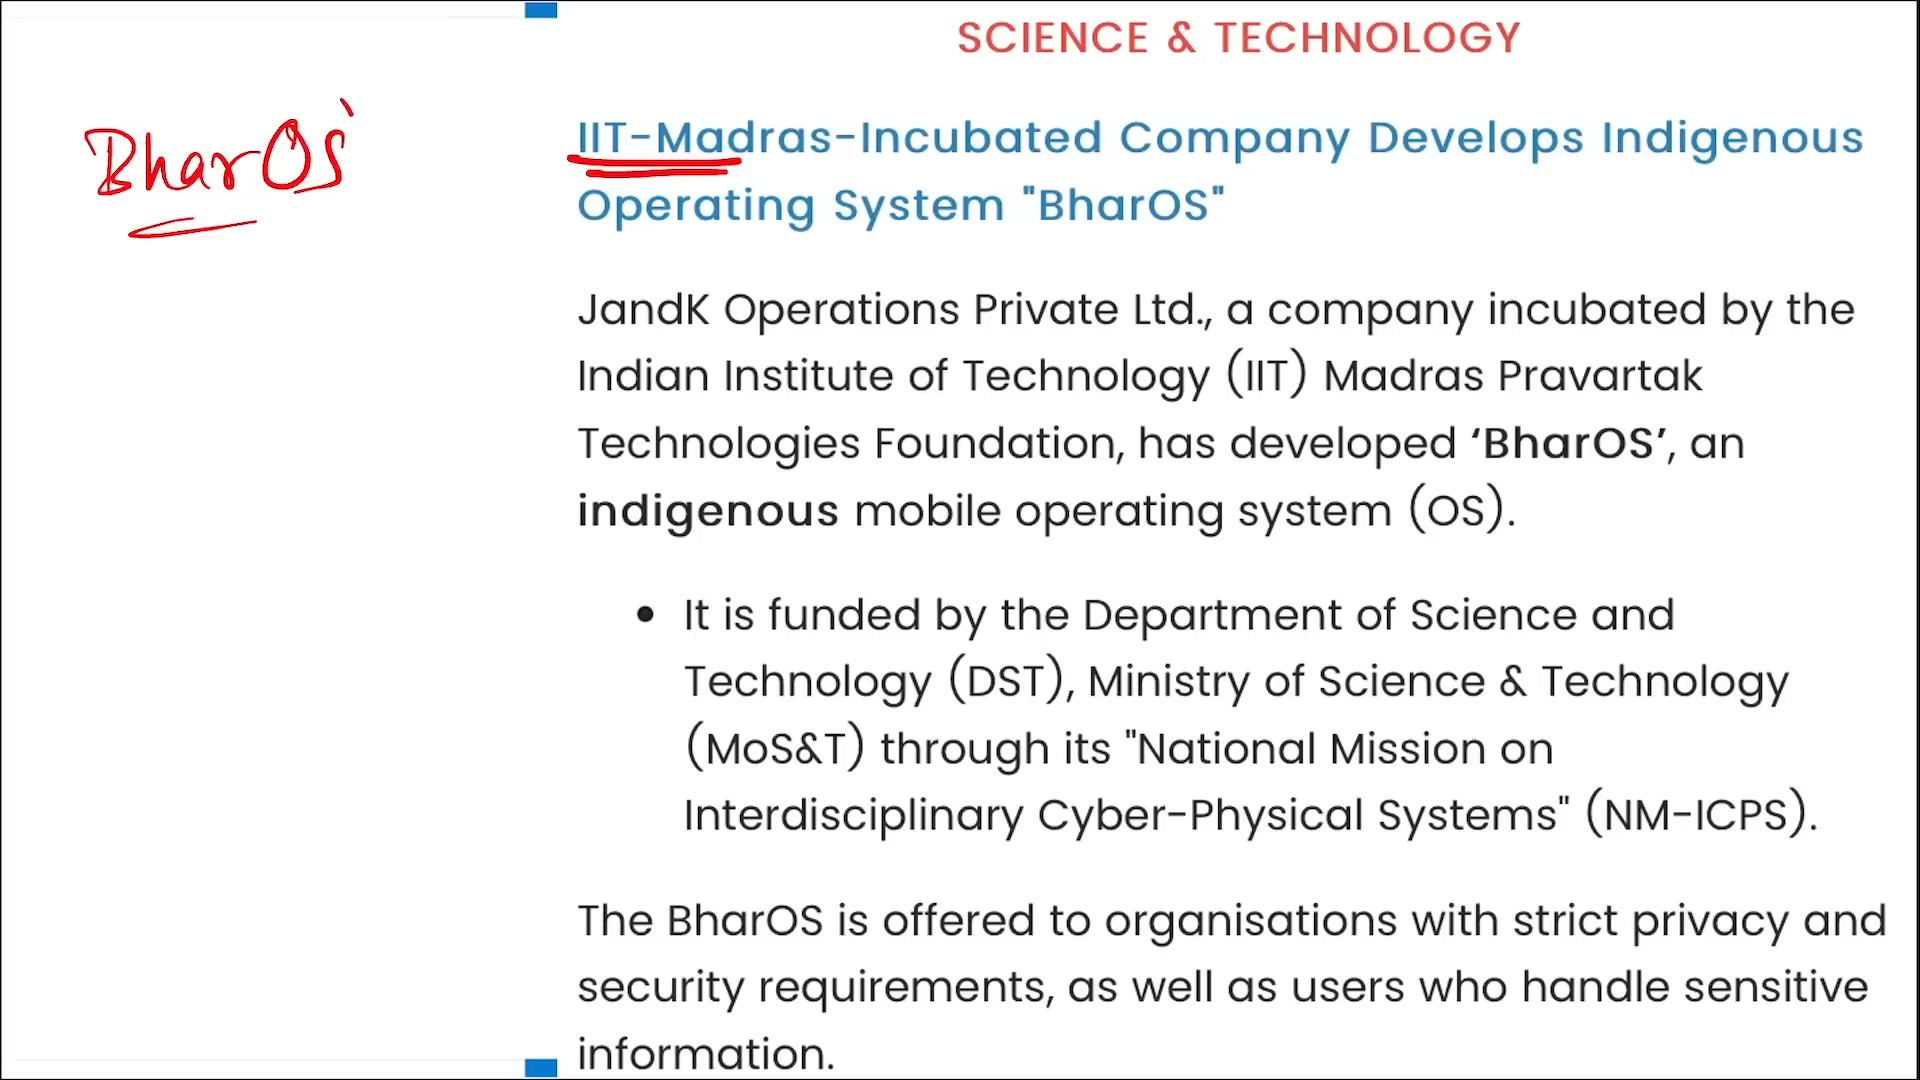 SCIENCE & TECHNOLOGY
BharOS
IIT-Madras-Incubated Company Develops Indigenous
Operating System "BharOS"
JandK Operations Private Ltd., a company incubated by the
Indian Institute of Technology (IIT) Madras Pravartak
Technologies Foundation, has developed ‘BharOS’, an
indigenous mobile operating system (OS).
• It is funded by the Department of Science and
Technology (DST), Ministry of Science & Technology
(MoS&T) through its "National Mission on
Interdisciplinary Cyber-Physical Systems" (NM-ICPS).
The BharOS is offered to organisations with strict privacy and
security requirements, as well as users who handle sensitive
information.